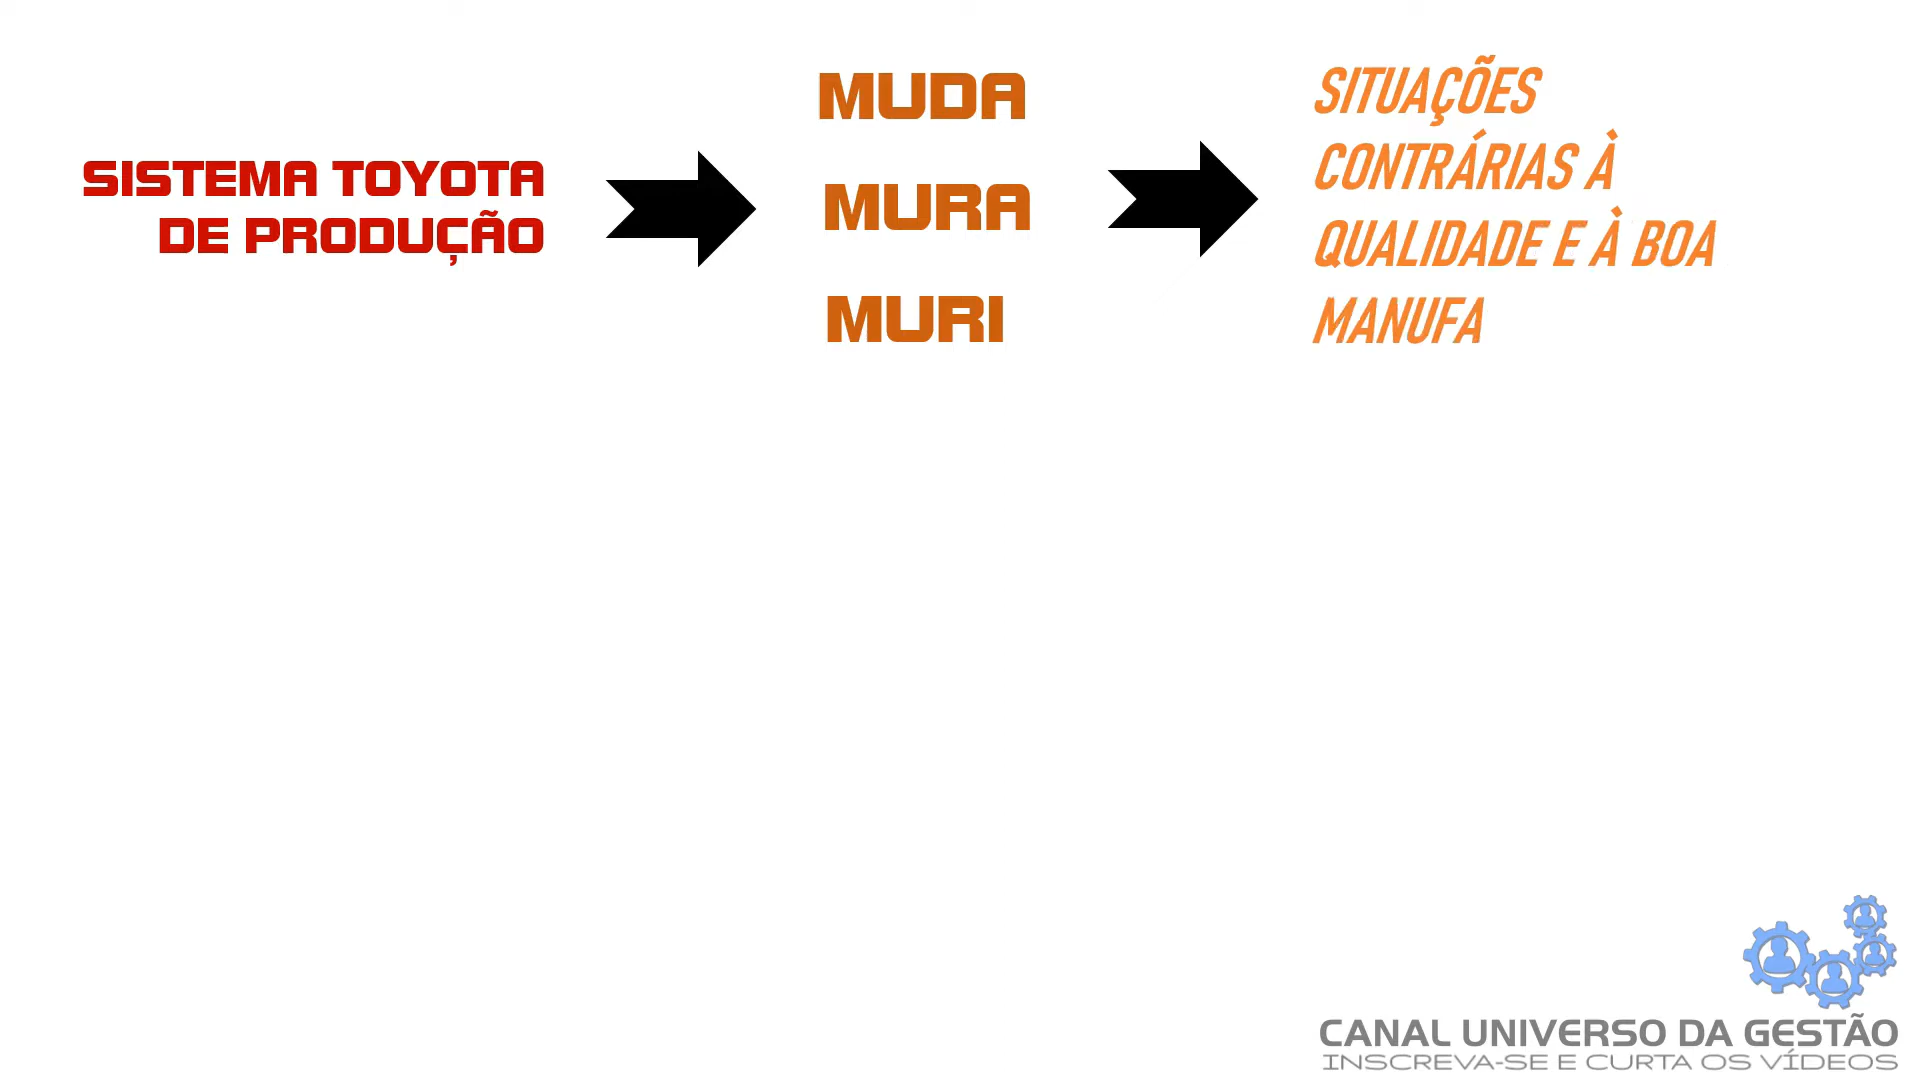 SISTEMA TOYOTA
DE PRODUÇÃO
MUDA
MURA
MURI
SITUAÇÕES
CONTRÁRIAS À
QUALIDADE E À BOA
MANUFA
CANAL UNIVERSO DA GESTÃO
INSCREVA-SE E CURTA OS VÍDEOS